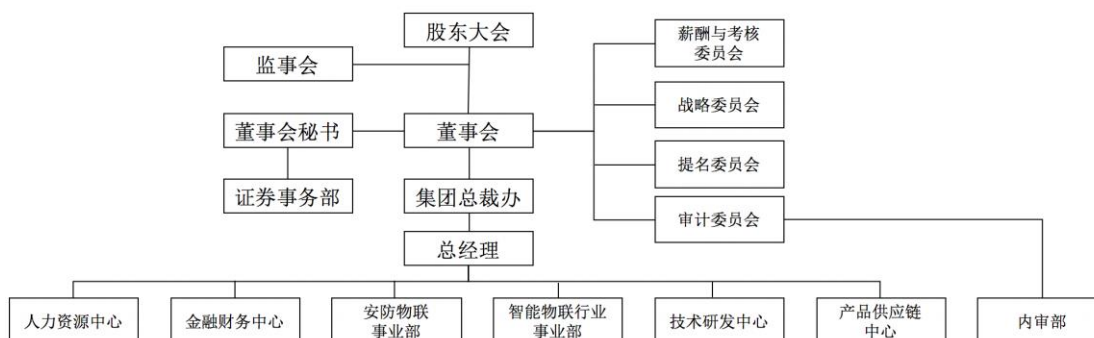 股东大会
监事会
董事会秘书
董事会
证券事务部
集团总裁办
总经理
薪酬与考核
委员会
战略委员会
提名委员会
审计委员会
人力资源中心
金融财务中心
安防物联
事业部
智能物联行业
事业部
技术研发中心
产品供应链
中心
内审部